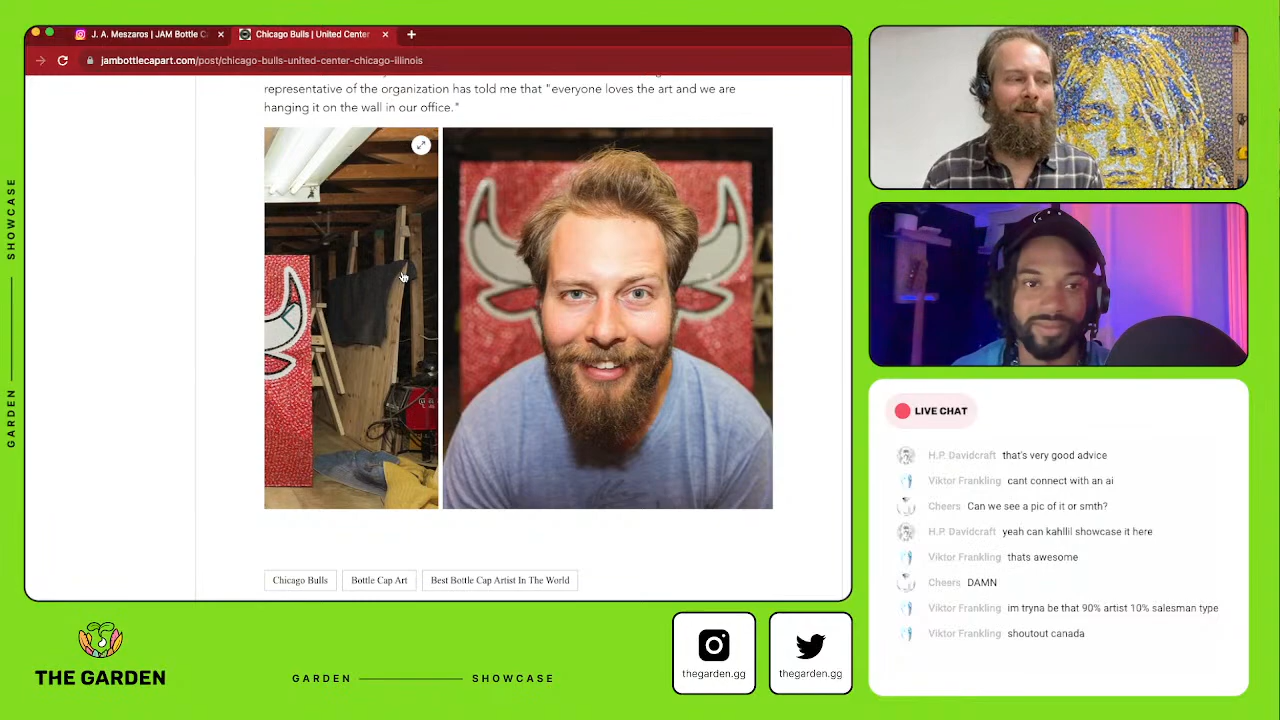 J. A. Meszaros | JAM Bottle C
Chicago Bulls | United Center
jambottlecapart.com/post/chicago-bulls-united-center-chicago-illinois
representative of the organization has told me that "everyone loves the art and we are
hanging it on the wall in our office."
Chicago Bulls
Bottle Cap Art
Best Bottle Cap Artist In The World
GARDEN SHOWCASE
LIVE CHAT
H.P. Davidcraft that's very good advice
Viktor Frankling cant connect with an ai
Cheers Can we see a pic of it or smth?
H.P. Davidcraft yeah can kahllil showcase it here
Viktor Frankling thats awesome
Cheers DAMN
Viktor Frankling im tryna be that 90% artist 10% salesman type
Viktor Frankling shoutout canada
THE GARDEN
GARDEN SHOWCASE
thegarden.gg
thegarden.gg